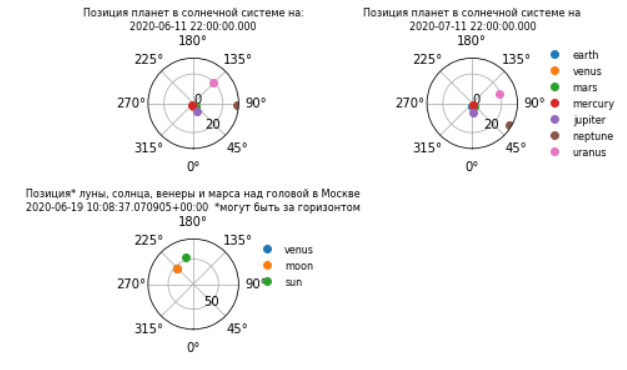 Позиция планет в солнечной системе на:
2020-06-11 22:00:00.000
180°
225° 135°
270° 0 90°
20
315° 45°
0°
Позиция планет в солнечной системе на
2020-07-11 22:00:00.000
180°
225° 135°
270° 0 90°
20
315° 45°
0°
earth
venus
mars
mercury
jupiter
neptune
uranus
Позиция* луны, солнца, венеры и марса над головой в Москве
2020-06-19 10:08:37.070905+00:00 *могут быть за горизонтом
180°
225° 135°
270° 90°
50
315° 45°
0°
venus
moon
sun